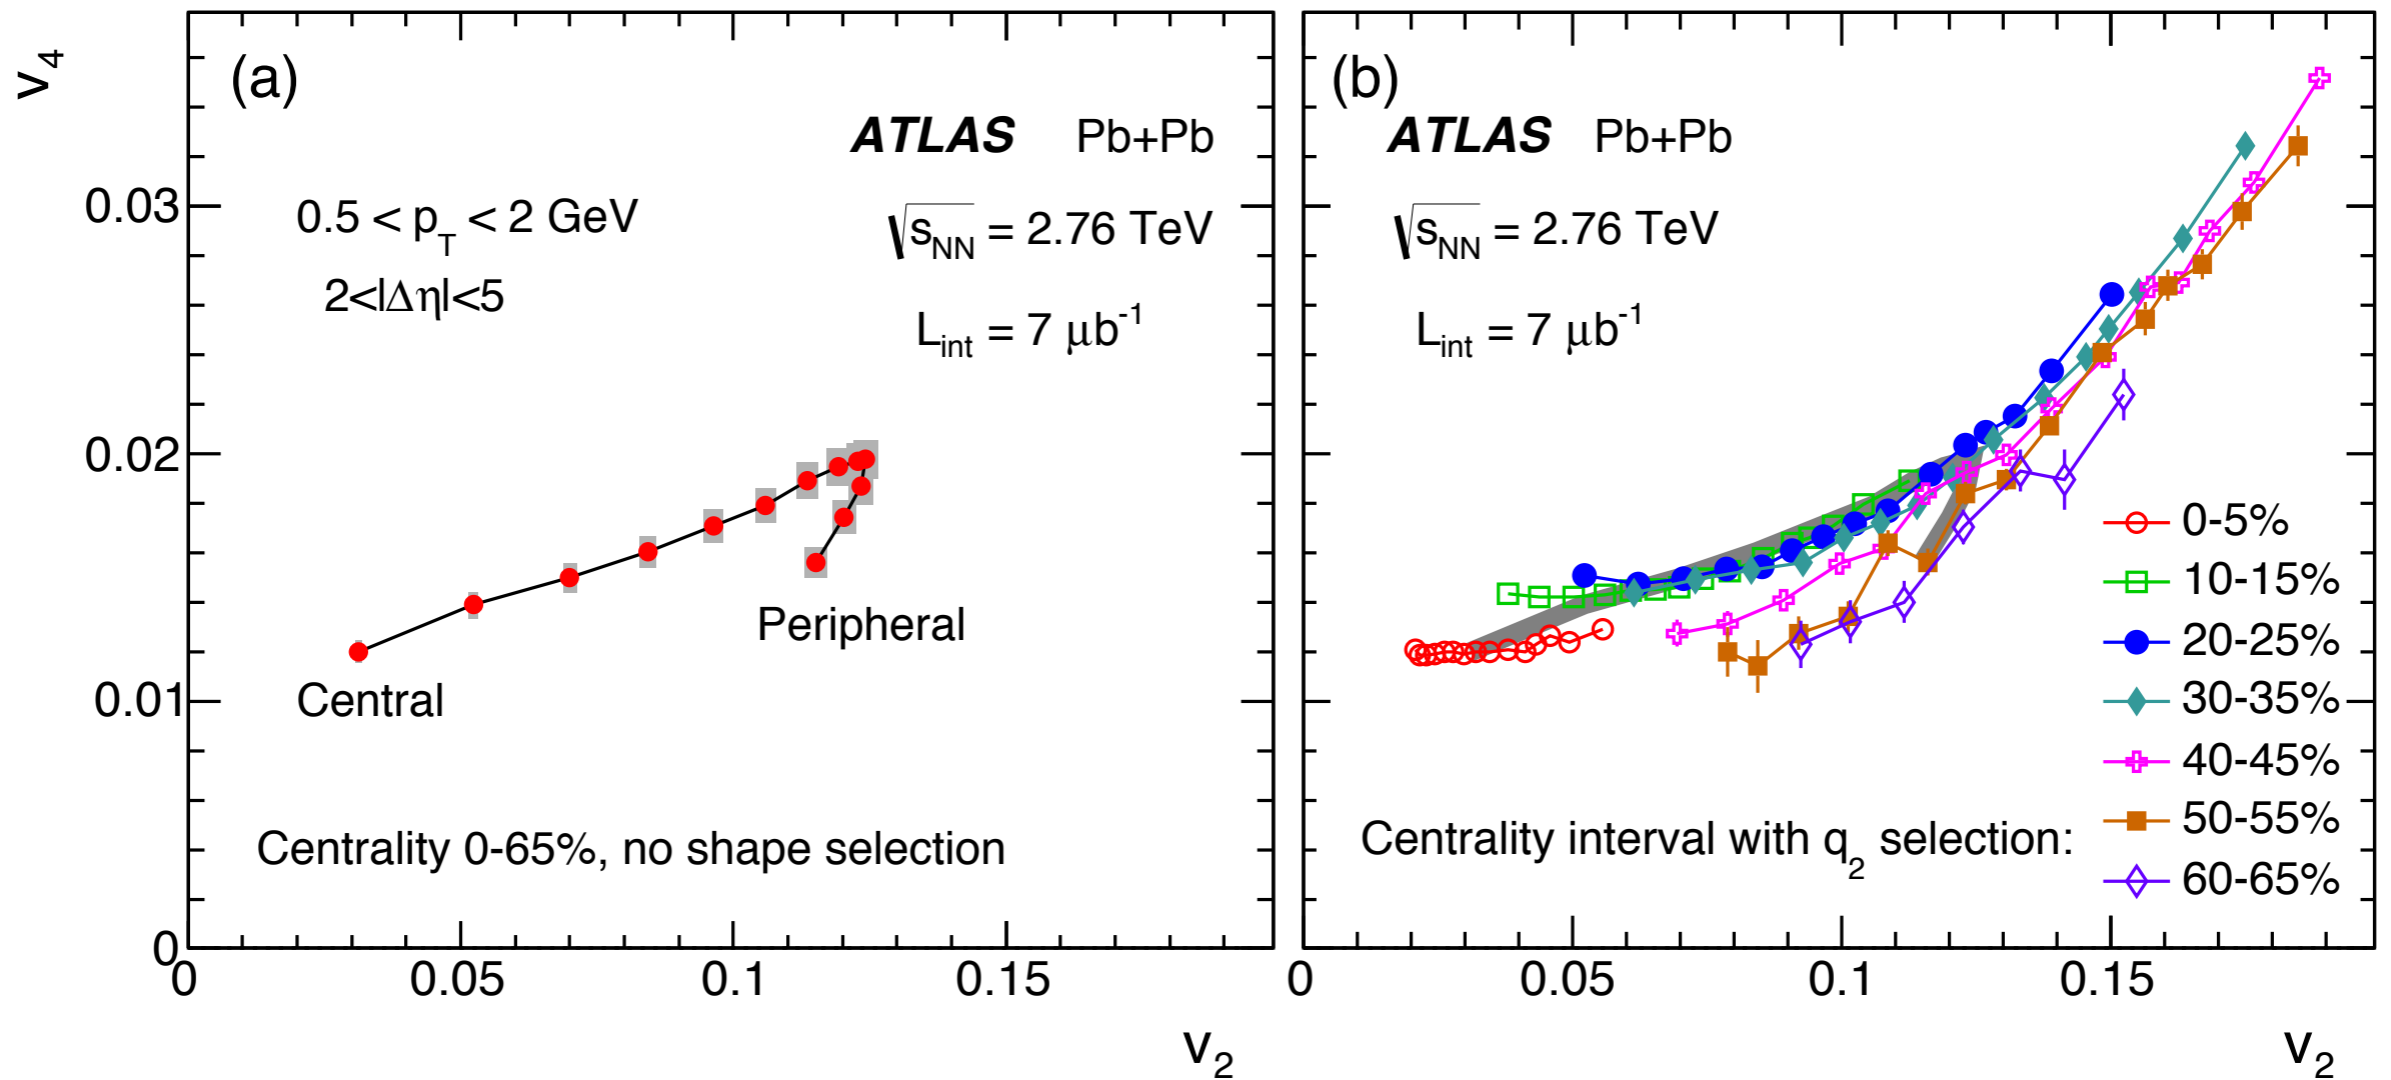 v4
(a)
ATLAS Pb+Pb
0.5 < pT < 2 GeV
√sNN = 2.76 TeV
2<|Δη|<5
Lint = 7 μb-1
Peripheral
Central
Centrality 0-65%, no shape selection
0.03
0.02
0.01
0
0 0.05 0.1 0.15
v2
(b)
ATLAS Pb+Pb
√sNN = 2.76 TeV
Lint = 7 μb-1
0-5%
10-15%
20-25%
30-35%
40-45%
50-55%
60-65%
Centrality interval with q2 selection:
0 0.05 0.1 0.15
v2